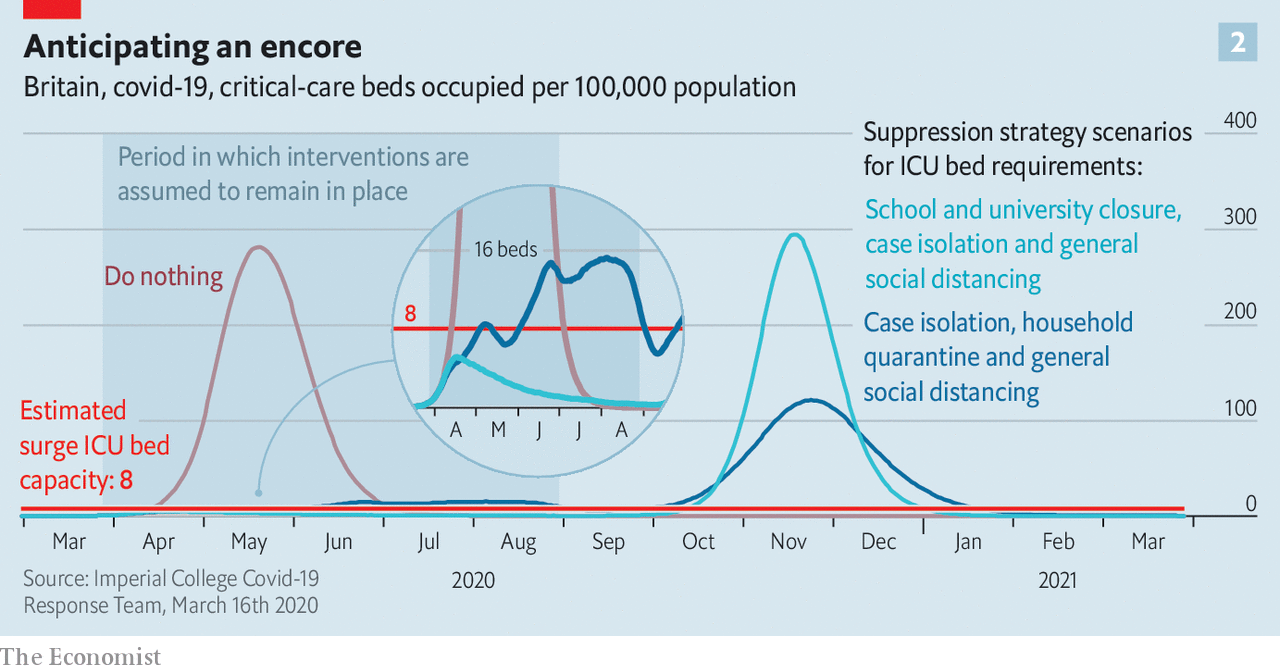 Anticipating an encore
2
Britain, covid-19, critical-care beds occupied per 100,000 population
Period in which interventions are
assumed to remain in place
Suppression strategy scenarios
for ICU bed requirements:
School and university closure,
case isolation and general
social distancing
Case isolation, household
quarantine and general
social distancing
400
300
200
100
0
Do nothing
16 beds
8
A M J J A
Estimated
surge ICU bed
capacity: 8
Mar Apr May Jun Jul Aug Sep Oct Nov Dec Jan Feb Mar
2020 2021
Source: Imperial College Covid-19
Response Team, March 16th 2020
The Economist